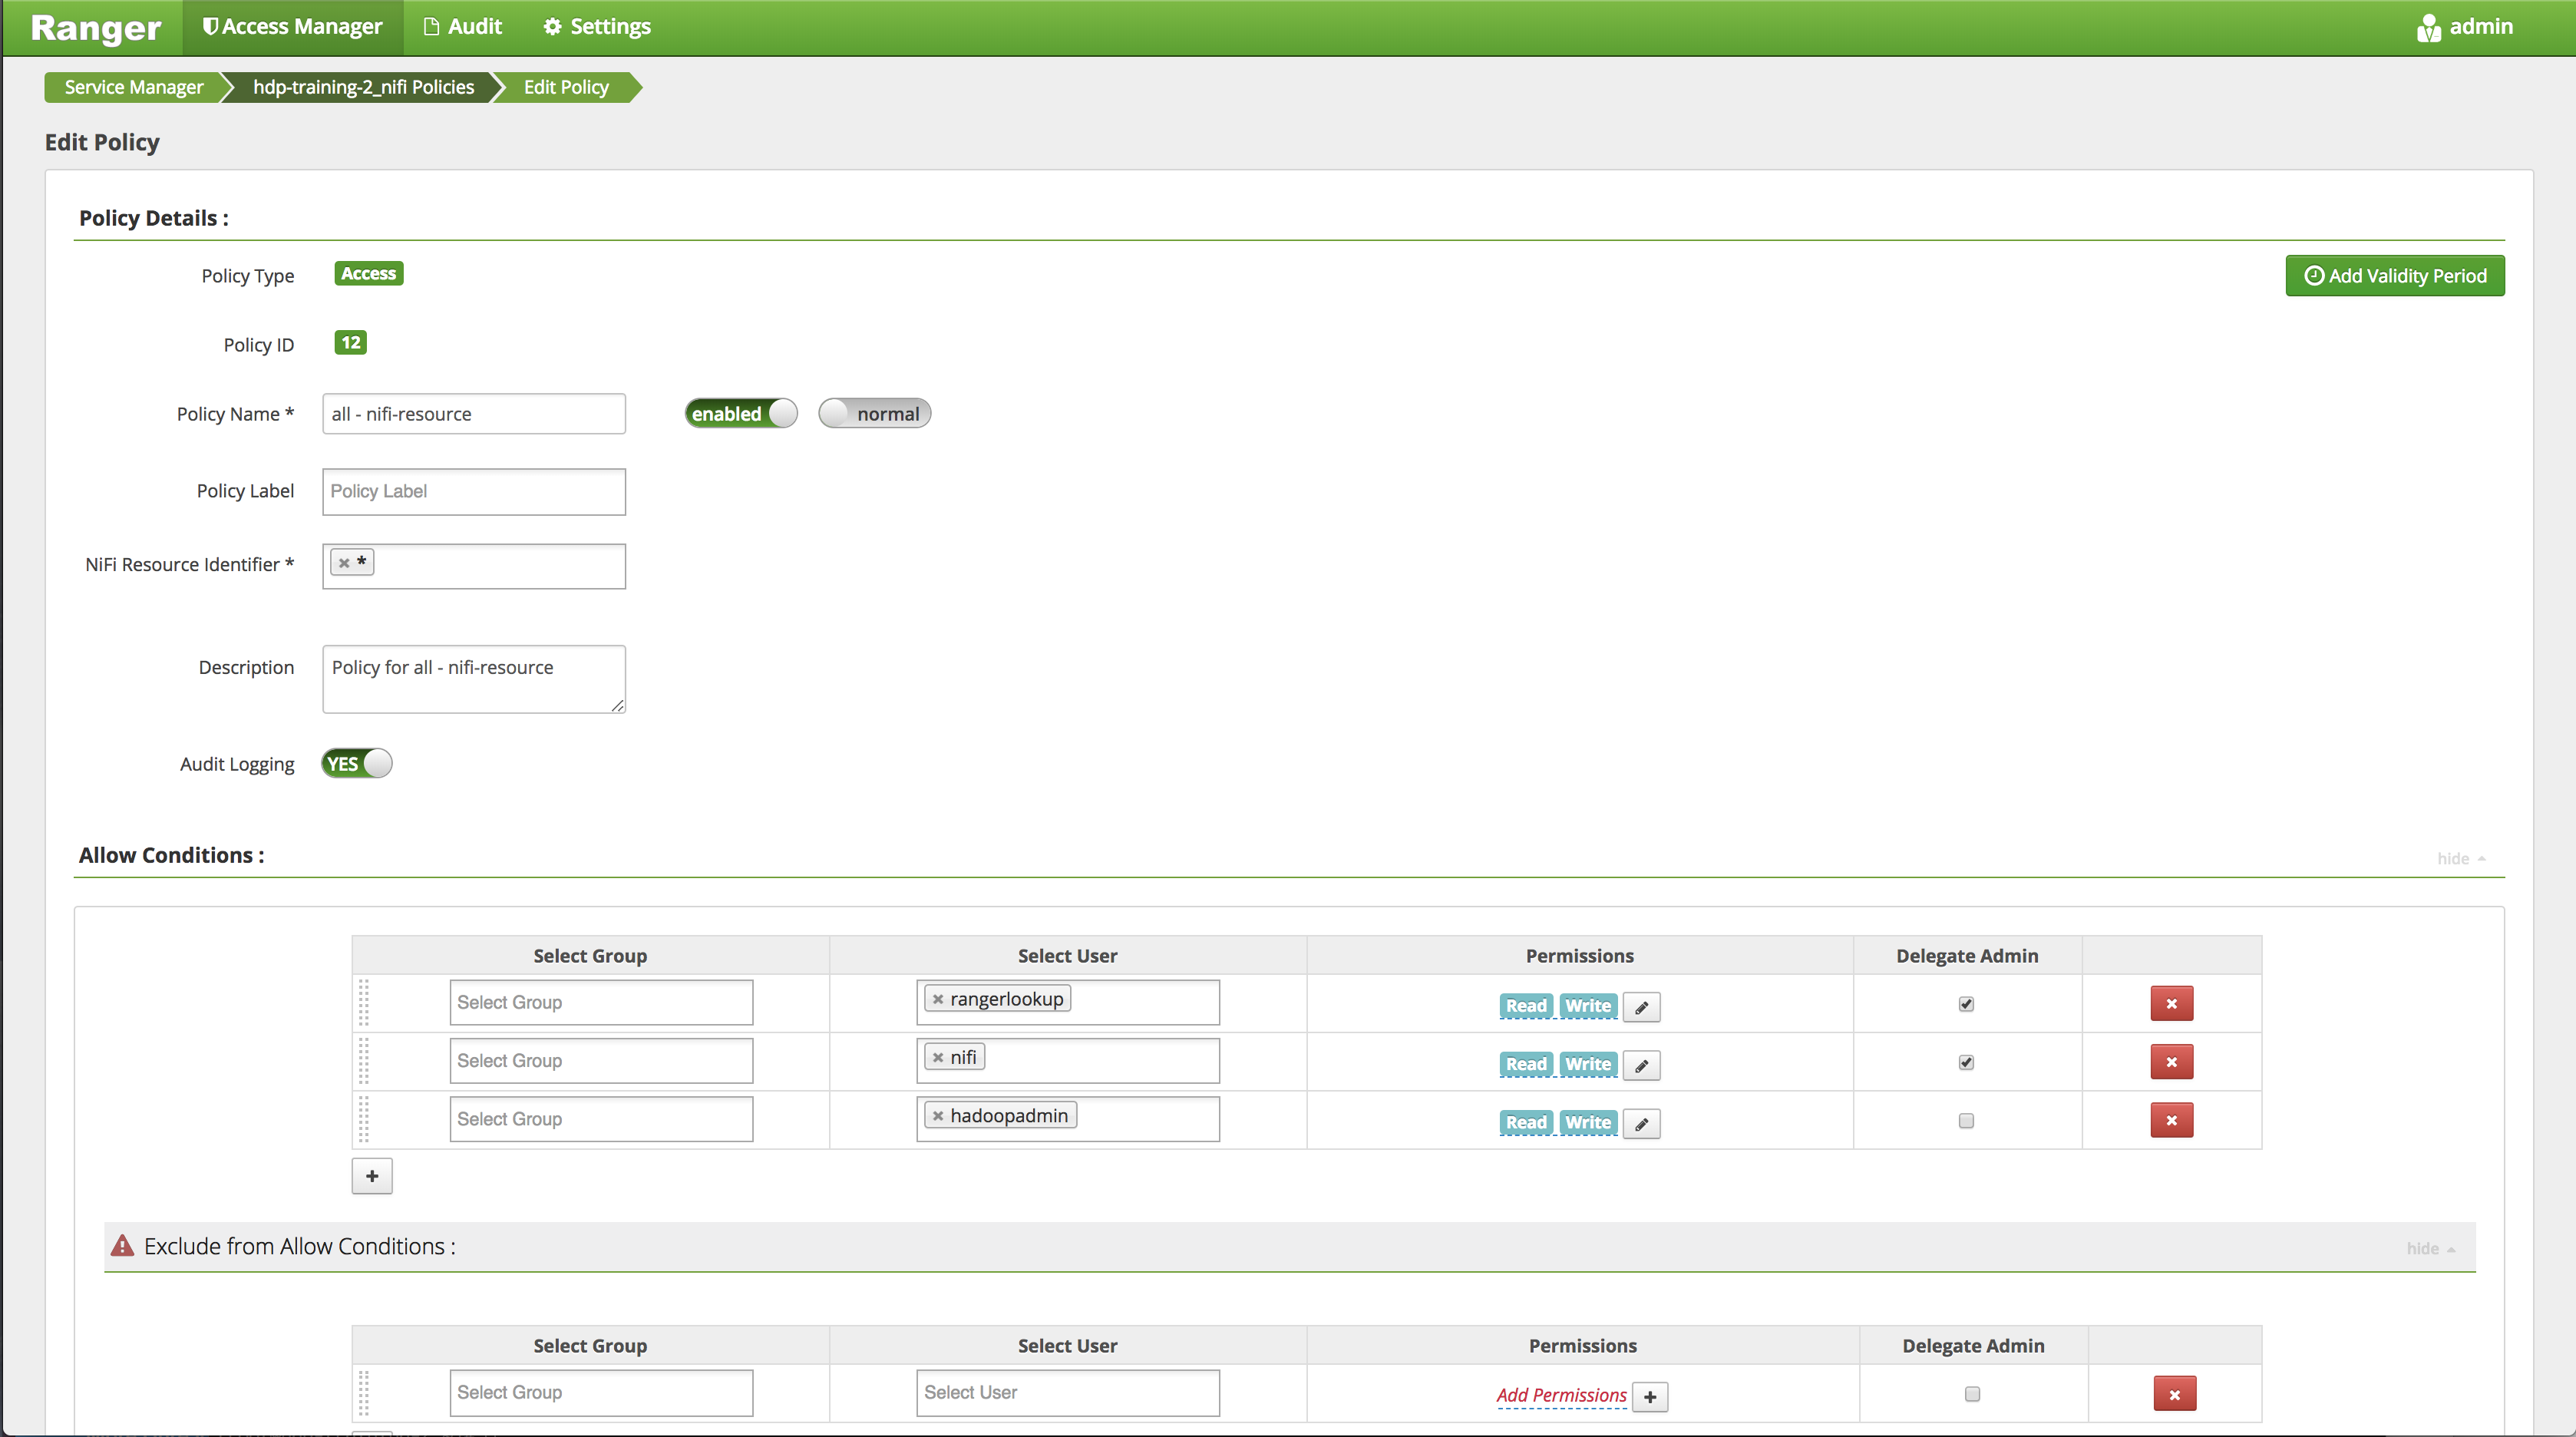 Ranger Access Manager Audit Settings admin
Service Manager hdp-training-2_nifi Policies Edit Policy
Edit Policy
Policy Details :
Policy Type Access Add Validity Period
Policy ID 12
Policy Name * all - nifi-resource enabled normal
Policy Label Policy Label
NiFi Resource Identifier * × *
Description Policy for all - nifi-resource
Audit Logging YES
Allow Conditions : hide
Select Group Select User Permissions Delegate Admin
Select Group × rangerlookup Read Write ×
Select Group × nifi Read Write ×
Select Group × hadoopadmin Read Write ×
+
Exclude from Allow Conditions : hide
Select Group Select User Permissions Delegate Admin
Select Group Select User Add Permissions + ×